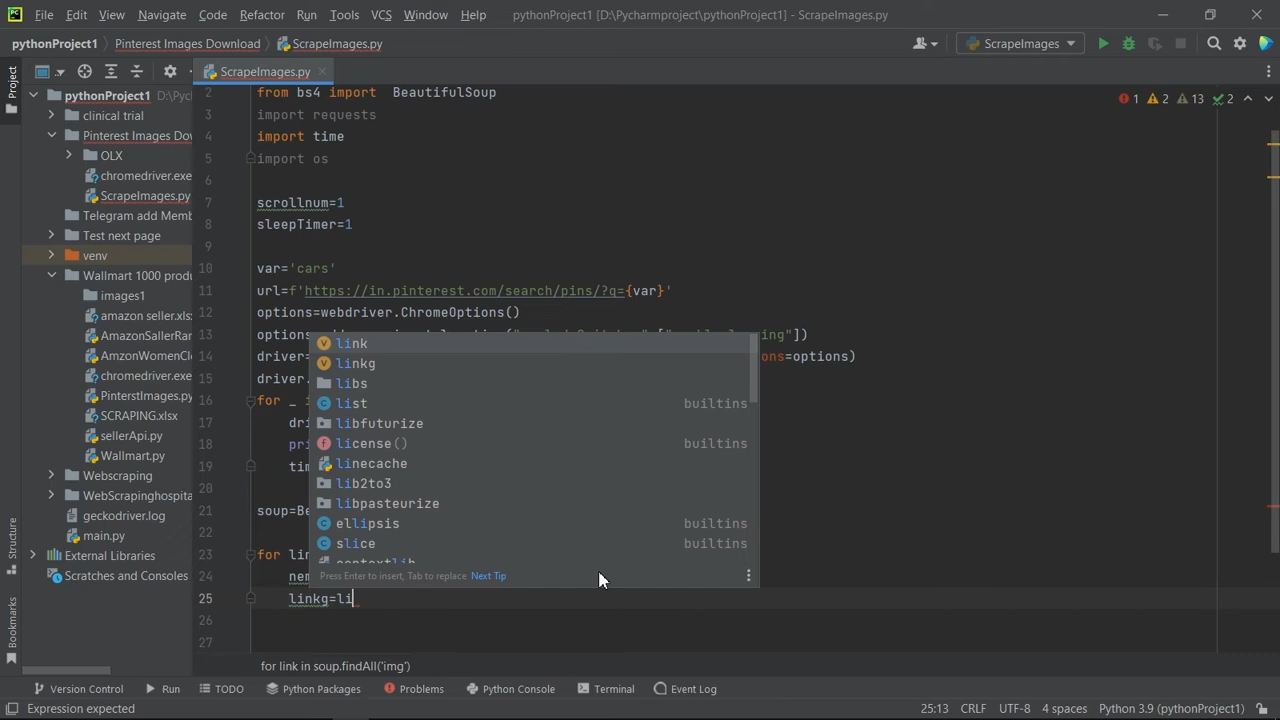 File Edit View Navigate Code Refactor Run Tools VCS Window Help pythonProject1 [D:\Pycharmproject\pythonProject1] - ScrapeImages.py
pythonProject1 Pinterest Images Download ScrapeImages.py ScrapeImages
ScrapeImages.py
Project
Structure
Bookmarks
pythonProject1 D:\Pyc
clinical trial
Pinterest Images Dow
OLX
chromedriver.exe
ScrapeImages.py
Telegram add Memb
Test next page
venv
Wallmart 1000 produ
images1
amazon seller.xls
AmazonSallerRar
AmzonWomenClo
chromedriver.exe
PinterstImages.py
SCRAPING.xlsx
sellerApi.py
Wallmart.py
Webscraping
WebScrapinghospita
geckodriver.log
main.py
External Libraries
Scratches and Consoles
1 2 13 2
2 from bs4 import BeautifulSoup
3 import requests
4 import time
5 import os
6
7 scrollnum=1
8 sleepTimer=1
9
10 var='cars'
11 url=f'https://in.pinterest.com/search/pins/?q={var}'
12 options=webdriver.ChromeOptions()
13 options ing"])
14 driver= ons=options)
15 driver.
16 for _ i
17 dri
18 pri
19 tim
20
21 soup=Be
22
23 for lin
24 nem
25 linkg=li
26
27
link
linkg
libs
list builtins
libfuturize
license() builtins
linecache
lib2to3
libpasteurize
ellipsis builtins
slice builtins
contextlib
Press Enter to insert, Tab to replace Next Tip
for link in soup.findAll('img')
Version Control Run TODO Python Packages Problems Python Console Terminal Event Log
Expression expected 25:13 CRLF UTF-8 4 spaces Python 3.9 (pythonProject1)